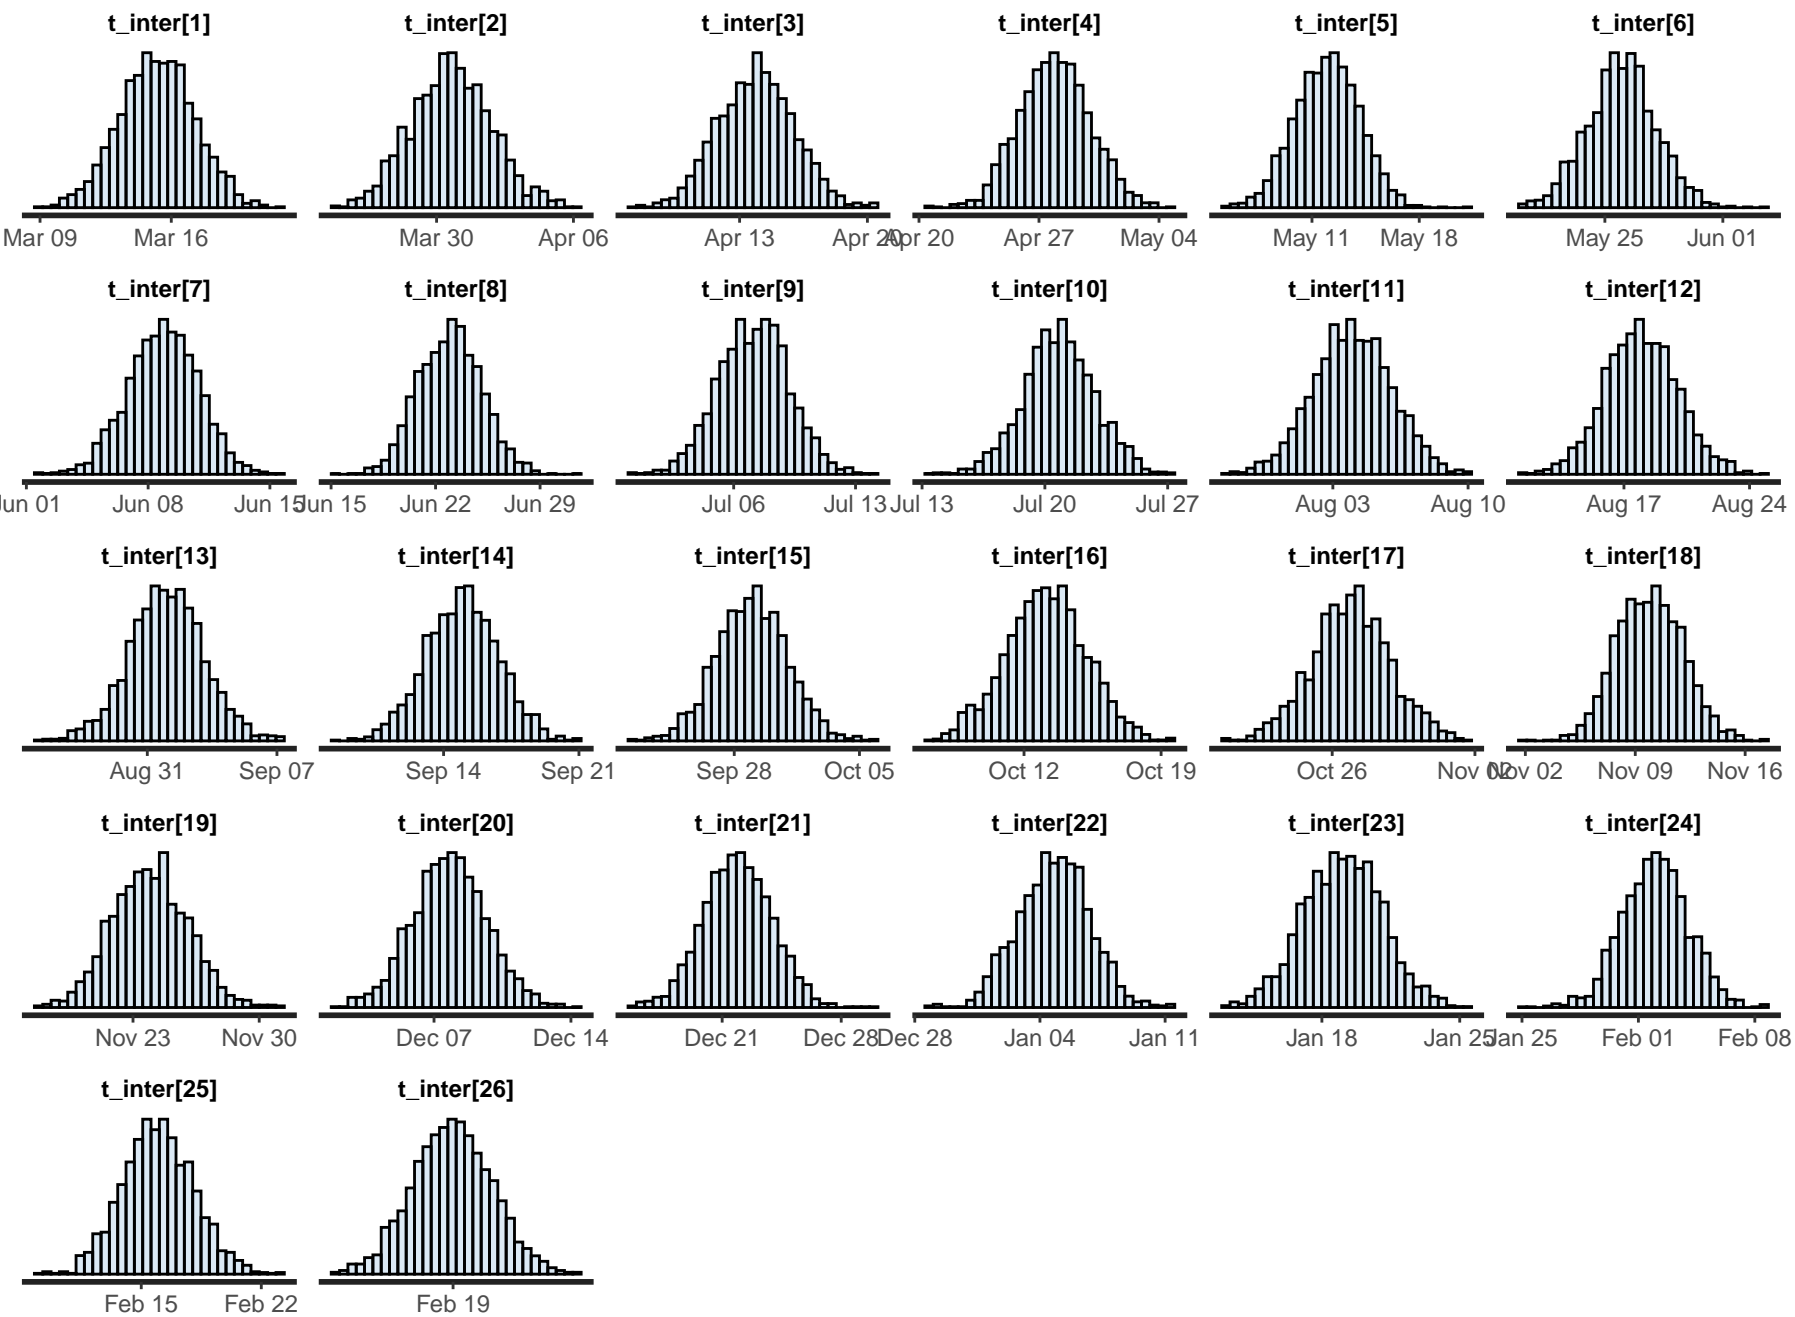 t_inter[1] t_inter[2] t_inter[3] t_inter[4] t_inter[5] t_inter[6]
Mar 09 Mar 16 Mar 30 Apr 06 Apr 13 Apr 20 Apr 20 Apr 27 May 04 May 11 May 18 May 25 Jun 01
t_inter[7] t_inter[8] t_inter[9] t_inter[10] t_inter[11] t_inter[12]
Jun 01 Jun 08 Jun 15 Jun 15 Jun 22 Jun 29 Jul 06 Jul 13 Jul 13 Jul 20 Jul 27 Aug 03 Aug 10 Aug 17 Aug 24
t_inter[13] t_inter[14] t_inter[15] t_inter[16] t_inter[17] t_inter[18]
Aug 31 Sep 07 Sep 14 Sep 21 Sep 28 Oct 05 Oct 12 Oct 19 Oct 26 Nov 02 Nov 02 Nov 09 Nov 16
t_inter[19] t_inter[20] t_inter[21] t_inter[22] t_inter[23] t_inter[24]
Nov 23 Nov 30 Dec 07 Dec 14 Dec 21 Dec 28 Dec 28 Jan 04 Jan 11 Jan 18 Jan 25 Jan 25 Feb 01 Feb 08
t_inter[25] t_inter[26]
Feb 15 Feb 22 Feb 19